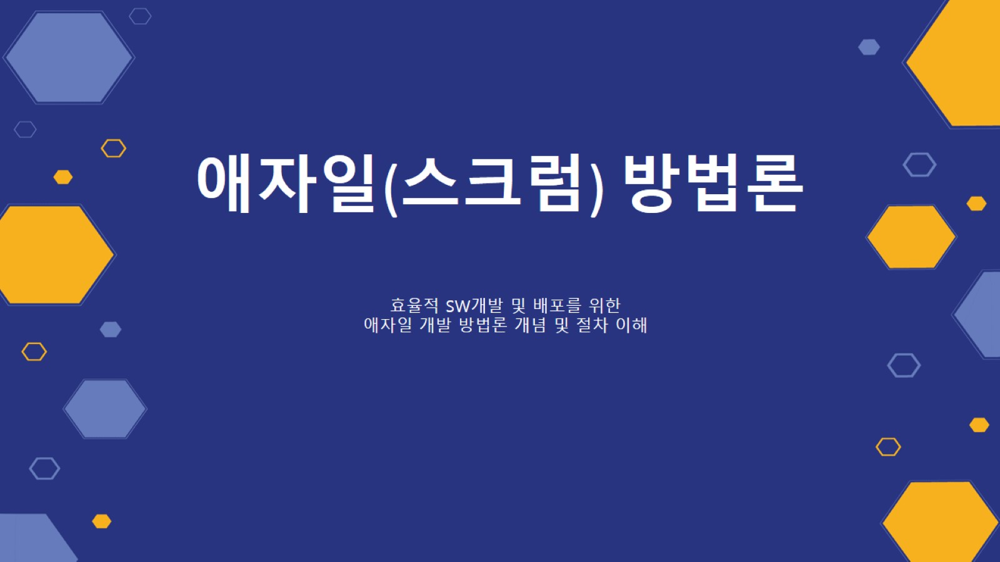 애자일(스크럼) 방법론
효율적 SW개발 및 배포를 위한
애자일 개발 방법론 개념 및 절차 이해